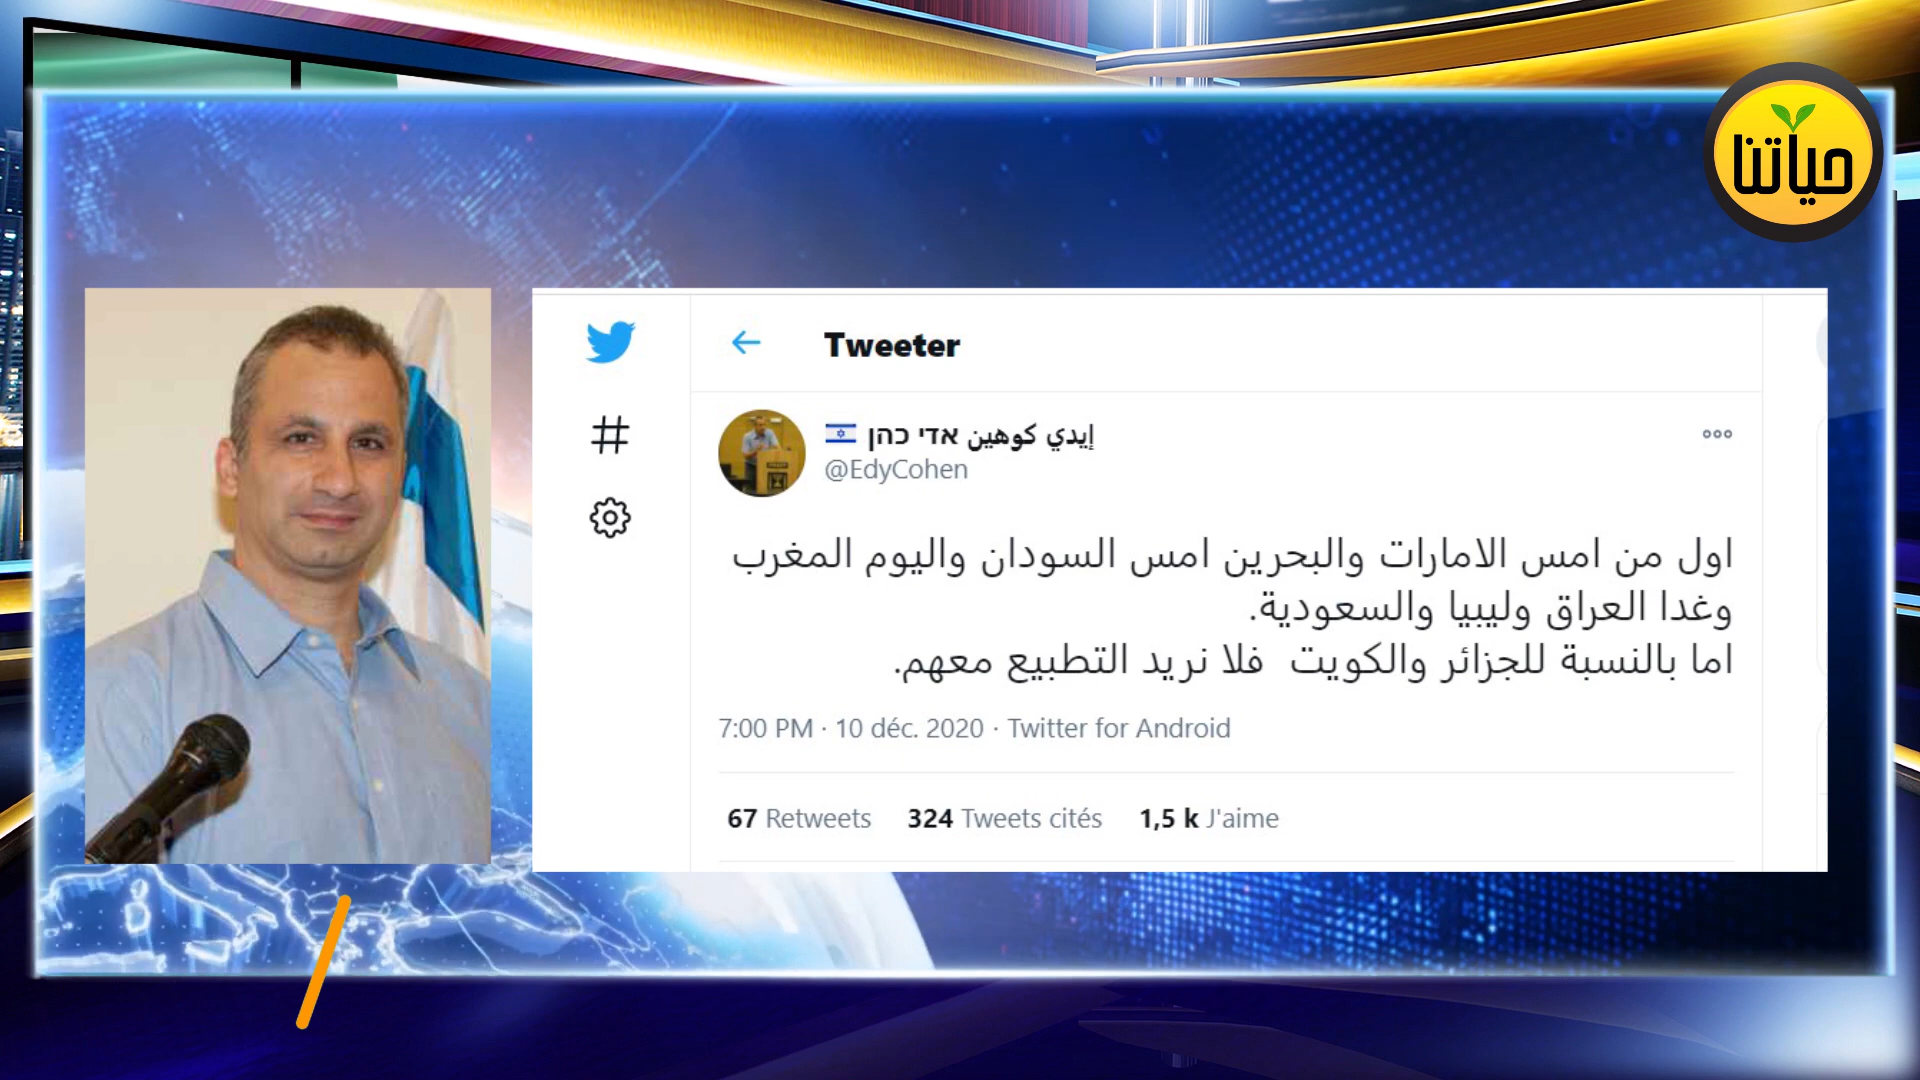 حياتنا
Tweeter
إيدي كوهين אדי כהן
@EdyCohen
اول من امس الامارات والبحرين امس السودان واليوم المغرب
وغدا العراق وليبيا والسعودية.
اما بالنسبة للجزائر والكويت  فلا نريد التطبيع معهم.
7:00 PM · 10 déc. 2020 · Twitter for Android
67 Retweets 324 Tweets cités 1,5 k J'aime